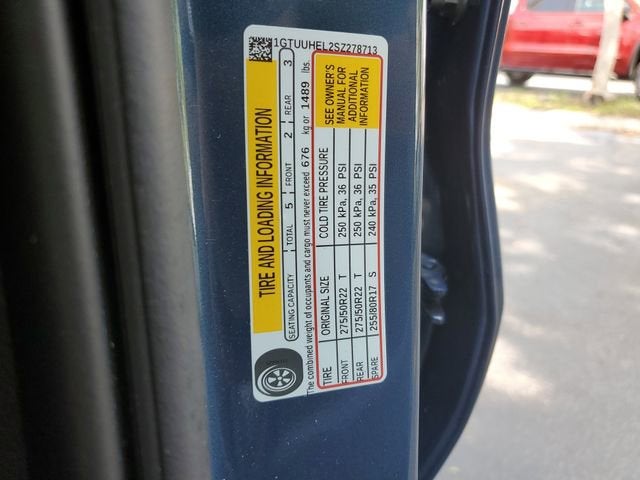 1GTUUHEL2SZ278713
TIRE AND LOADING INFORMATION
SEATING CAPACITY TOTAL 5 FRONT 2 REAR 3
The combined weight of occupants and cargo must never exceed 676 kg or 1489 lbs.
TIRE ORIGINAL SIZE COLD TIRE PRESSURE
FRONT 275/50R22 T 250 kPa, 36 PSI
REAR 275/50R22 T 250 kPa, 36 PSI
SPARE 255/80R17 S 240 kPa, 35 PSI
SEE OWNER'S
MANUAL FOR
ADDITIONAL
INFORMATION